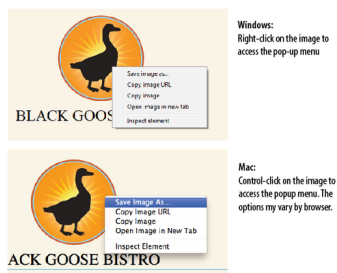 Windows:
Right-click on the image to
access the pop-up menu
Save image as...
Copy image URL
Copy image
Open image in new tab
Inspect element
BLACK GOOS
Mac:
Control-click on the image to
access the popup menu. The
options my vary by browser.
Save Image As...
Copy Image URL
Copy Image
Open Image in New Tab
Inspect Element
ACK GOOSE BISTRO